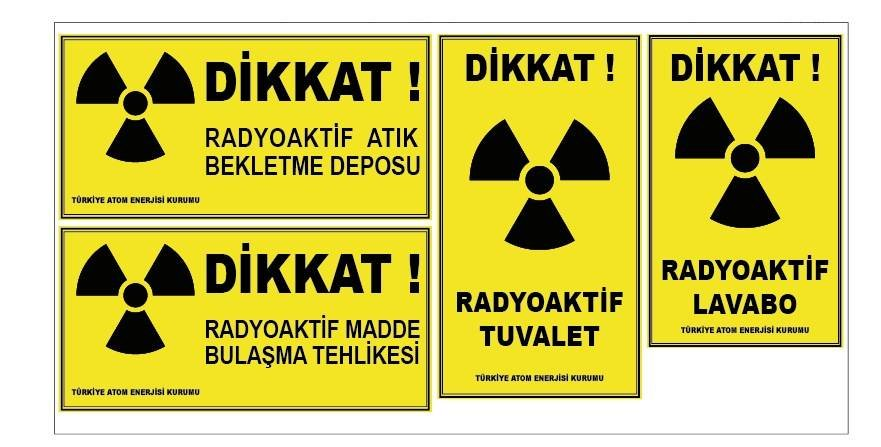 DİKKAT !
RADYOAKTİF ATIK
BEKLETME DEPOSU
TÜRKİYE ATOM ENERJİSİ KURUMU
DİKKAT !
RADYOAKTİF MADDE
BULAŞMA TEHLİKESİ
TÜRKİYE ATOM ENERJİSİ KURUMU
DİKKAT !
RADYOAKTİF
TUVALET
TÜRKİYE ATOM ENERJİSİ KURUMU
DİKKAT !
RADYOAKTİF
LAVABO
TÜRKİYE ATOM ENERJİSİ KURUMU